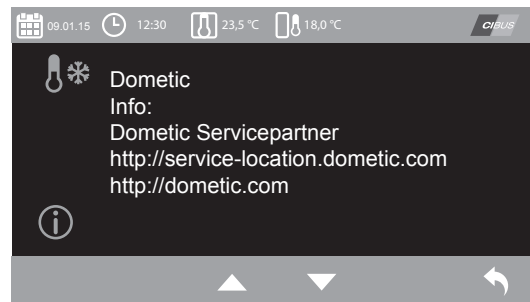 09.01.15 12:30 23,5 °C 18,0 °C CIBUS
Dometic
Info:
Dometic Servicepartner
http://service-location.dometic.com
http://dometic.com